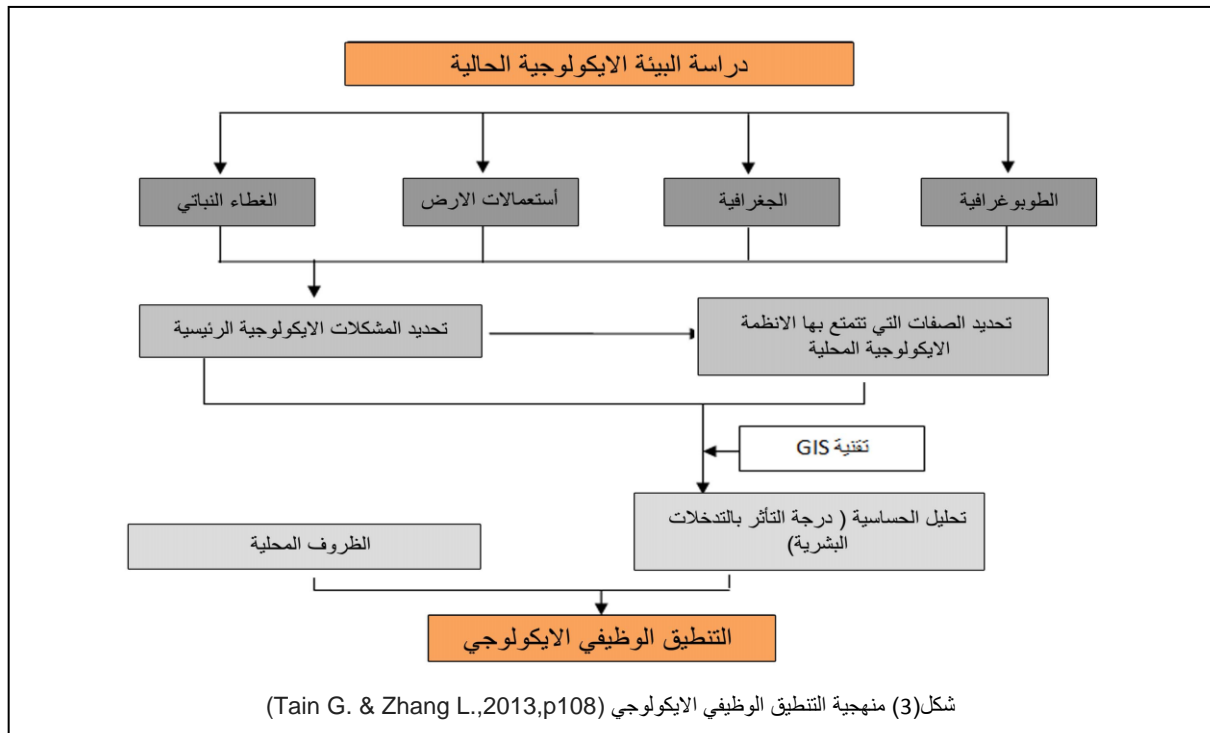 دراسة البيئة الايكولوجية الحالية
الطوبوغرافية
الجغرافية
أستعمالات الارض
الغطاء النباتي
تحديد الصفات التي تتمتع بها الانظمة
الايكولوجية المحلية
تحديد المشكلات الايكولوجية الرئيسية
تقنية GIS
تحليل الحساسية ( درجة التأثر بالتدخلات
البشرية)
الظروف المحلية
التنطيق الوظيفي الايكولوجي
شكل(3) منهجية التنطيق الوظيفي الايكولوجي (Tain G. & Zhang L.,2013,p108)